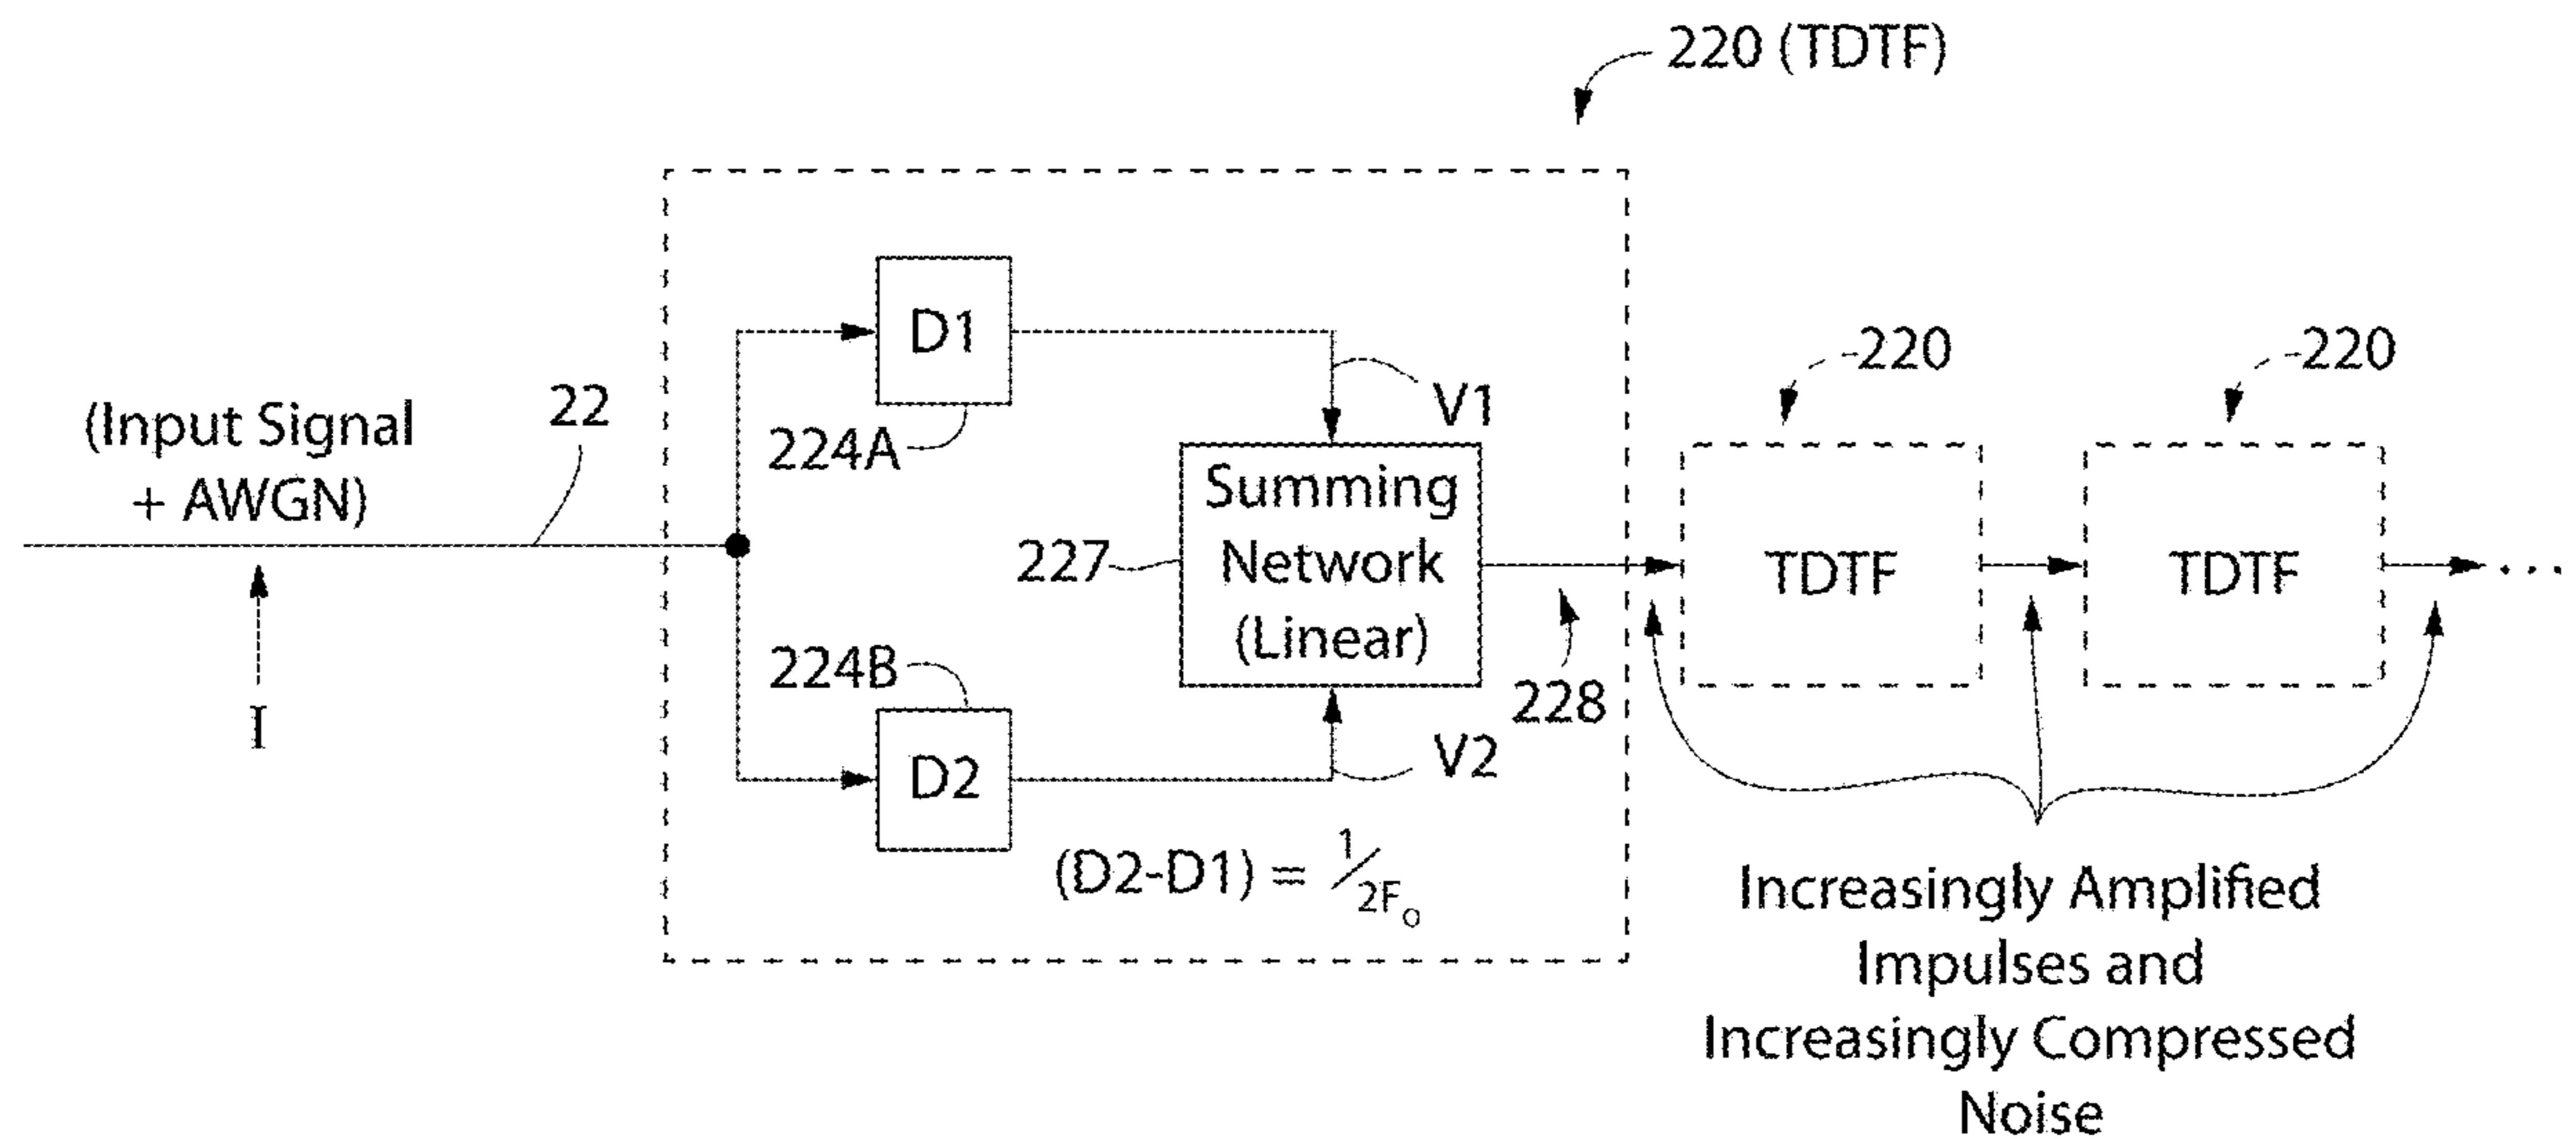 220 (TDTF)
(Input Signal
+ AWGN)
22
I
D1
224A
V1
227
Summing
Network
(Linear)
228
224B
D2
V2
(D2-D1) = 1/2Fo
220
TDTF
220
TDTF
...
Increasingly Amplified
Impulses and
Increasingly Compressed
Noise